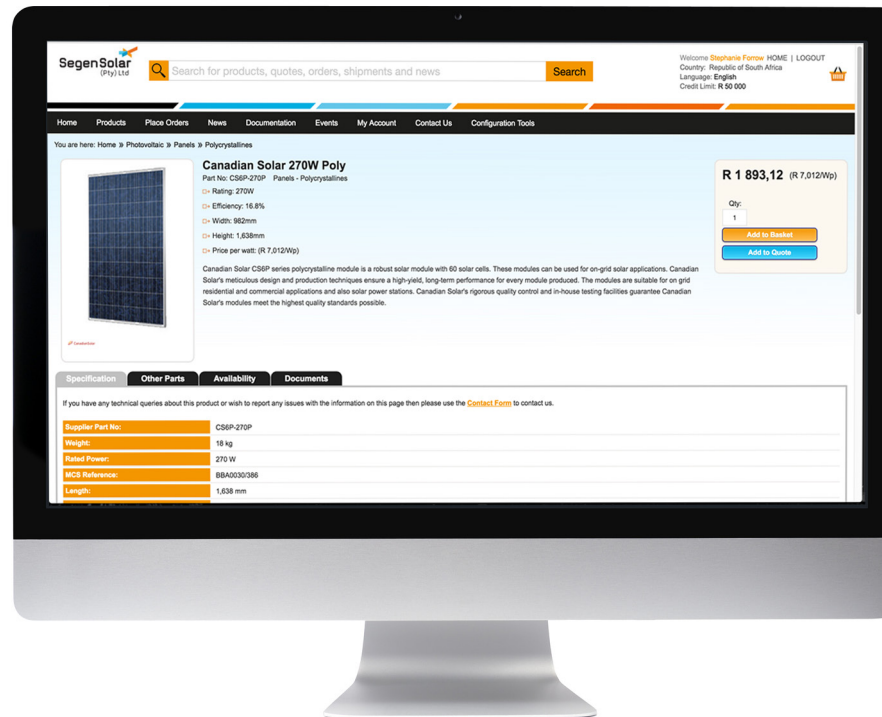 SegenSolar
(Pty) Ltd
Search for products, quotes, orders, shipments and news
Search
Welcome Stephanie Forrow HOME | LOGOUT
Country: Republic of South Africa
Language: English
Credit Limit: R 50 000
Home Products Place Orders News Documentation Events My Account Contact Us Configuration Tools
You are here: Home » Photovoltaic » Panels » Polycrystallines
Canadian Solar 270W Poly
Part No: CS6P-270P Panels - Polycrystallines
Rating: 270W
Efficiency: 16.8%
Width: 982mm
Height: 1,638mm
Price per watt: (R 7,012/Wp)
Canadian Solar CS6P series polycrystalline module is a robust solar module with 60 solar cells. These modules can be used for on-grid solar applications. Canadian
Solar's meticulous design and production techniques ensure a high-yield, long-term performance for every module produced. The modules are suitable for on grid
residential and commercial applications and also solar power stations. Canadian Solar's rigorous quality control and in-house testing facilities guarantee Canadian
Solar's modules meet the highest quality standards possible.
R 1 893,12 (R 7,012/Wp)
Qty:
1
Add to Basket
Add to Quote
CanadianSolar
Specification Other Parts Availability Documents
If you have any technical queries about this product or wish to report any issues with the information on this page then please use the Contact Form to contact us.
Supplier Part No: CS6P-270P
Weight: 18 kg
Rated Power: 270 W
MCS Reference: BBA0030/386
Length: 1,638 mm